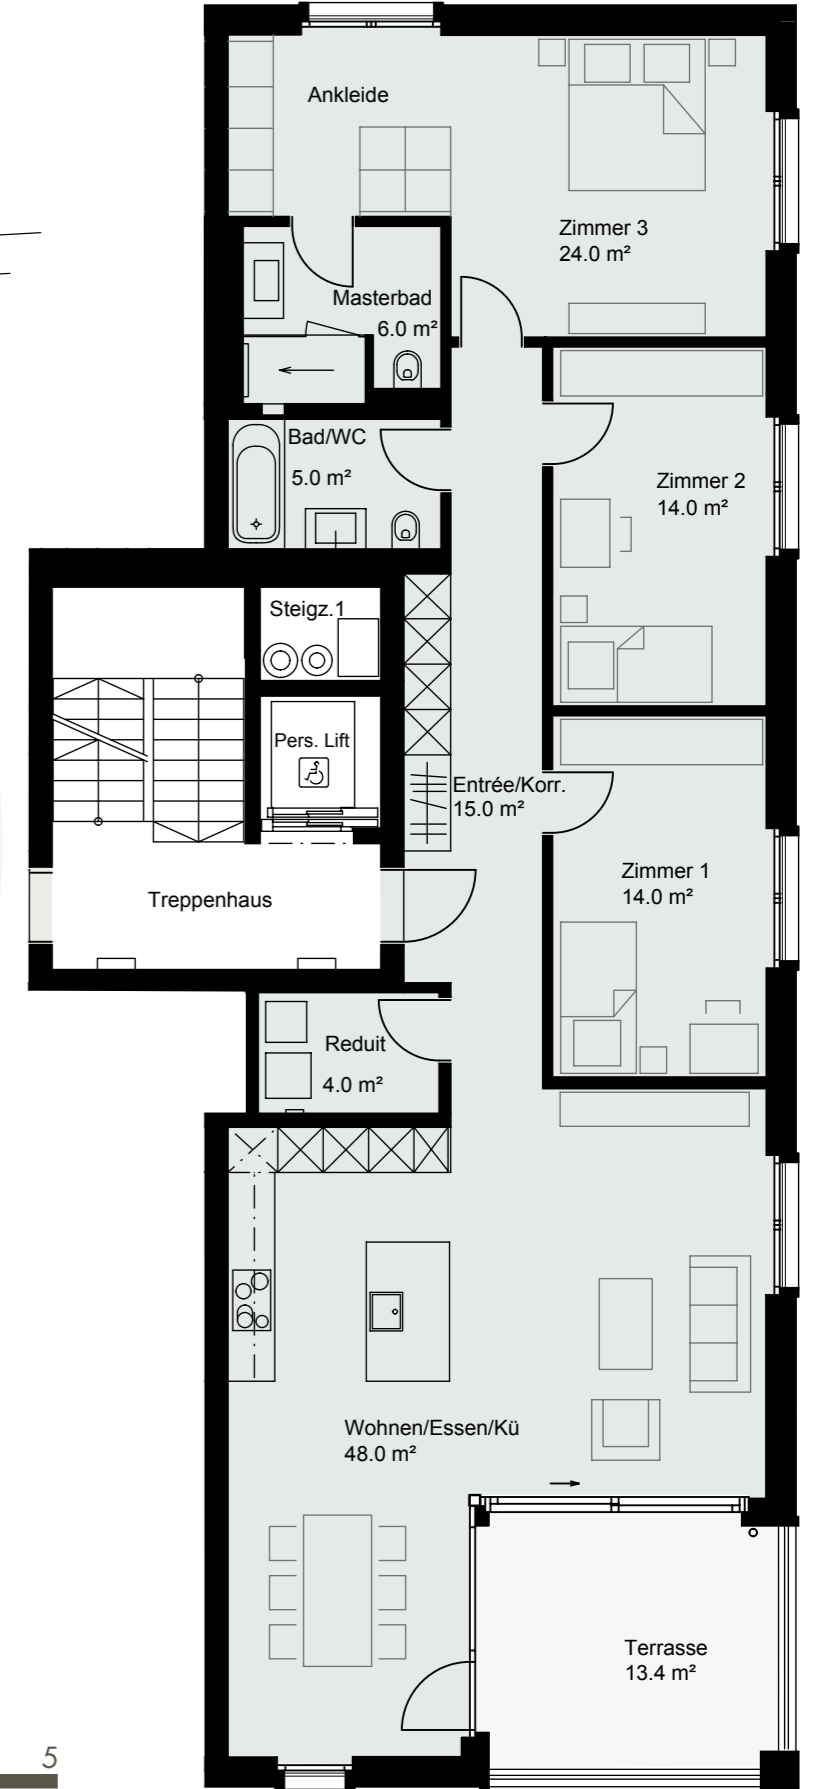 Ankleide
Zimmer 3
24.0 m²
Masterbad
6.0 m²
Bad/WC
5.0 m²
Zimmer 2
14.0 m²
Steigz.1
Pers. Lift
Entrée/Korr.
15.0 m²
Zimmer 1
14.0 m²
Treppenhaus
Reduit
4.0 m²
Wohnen/Essen/Kü
48.0 m²
Terrasse
13.4 m²
5